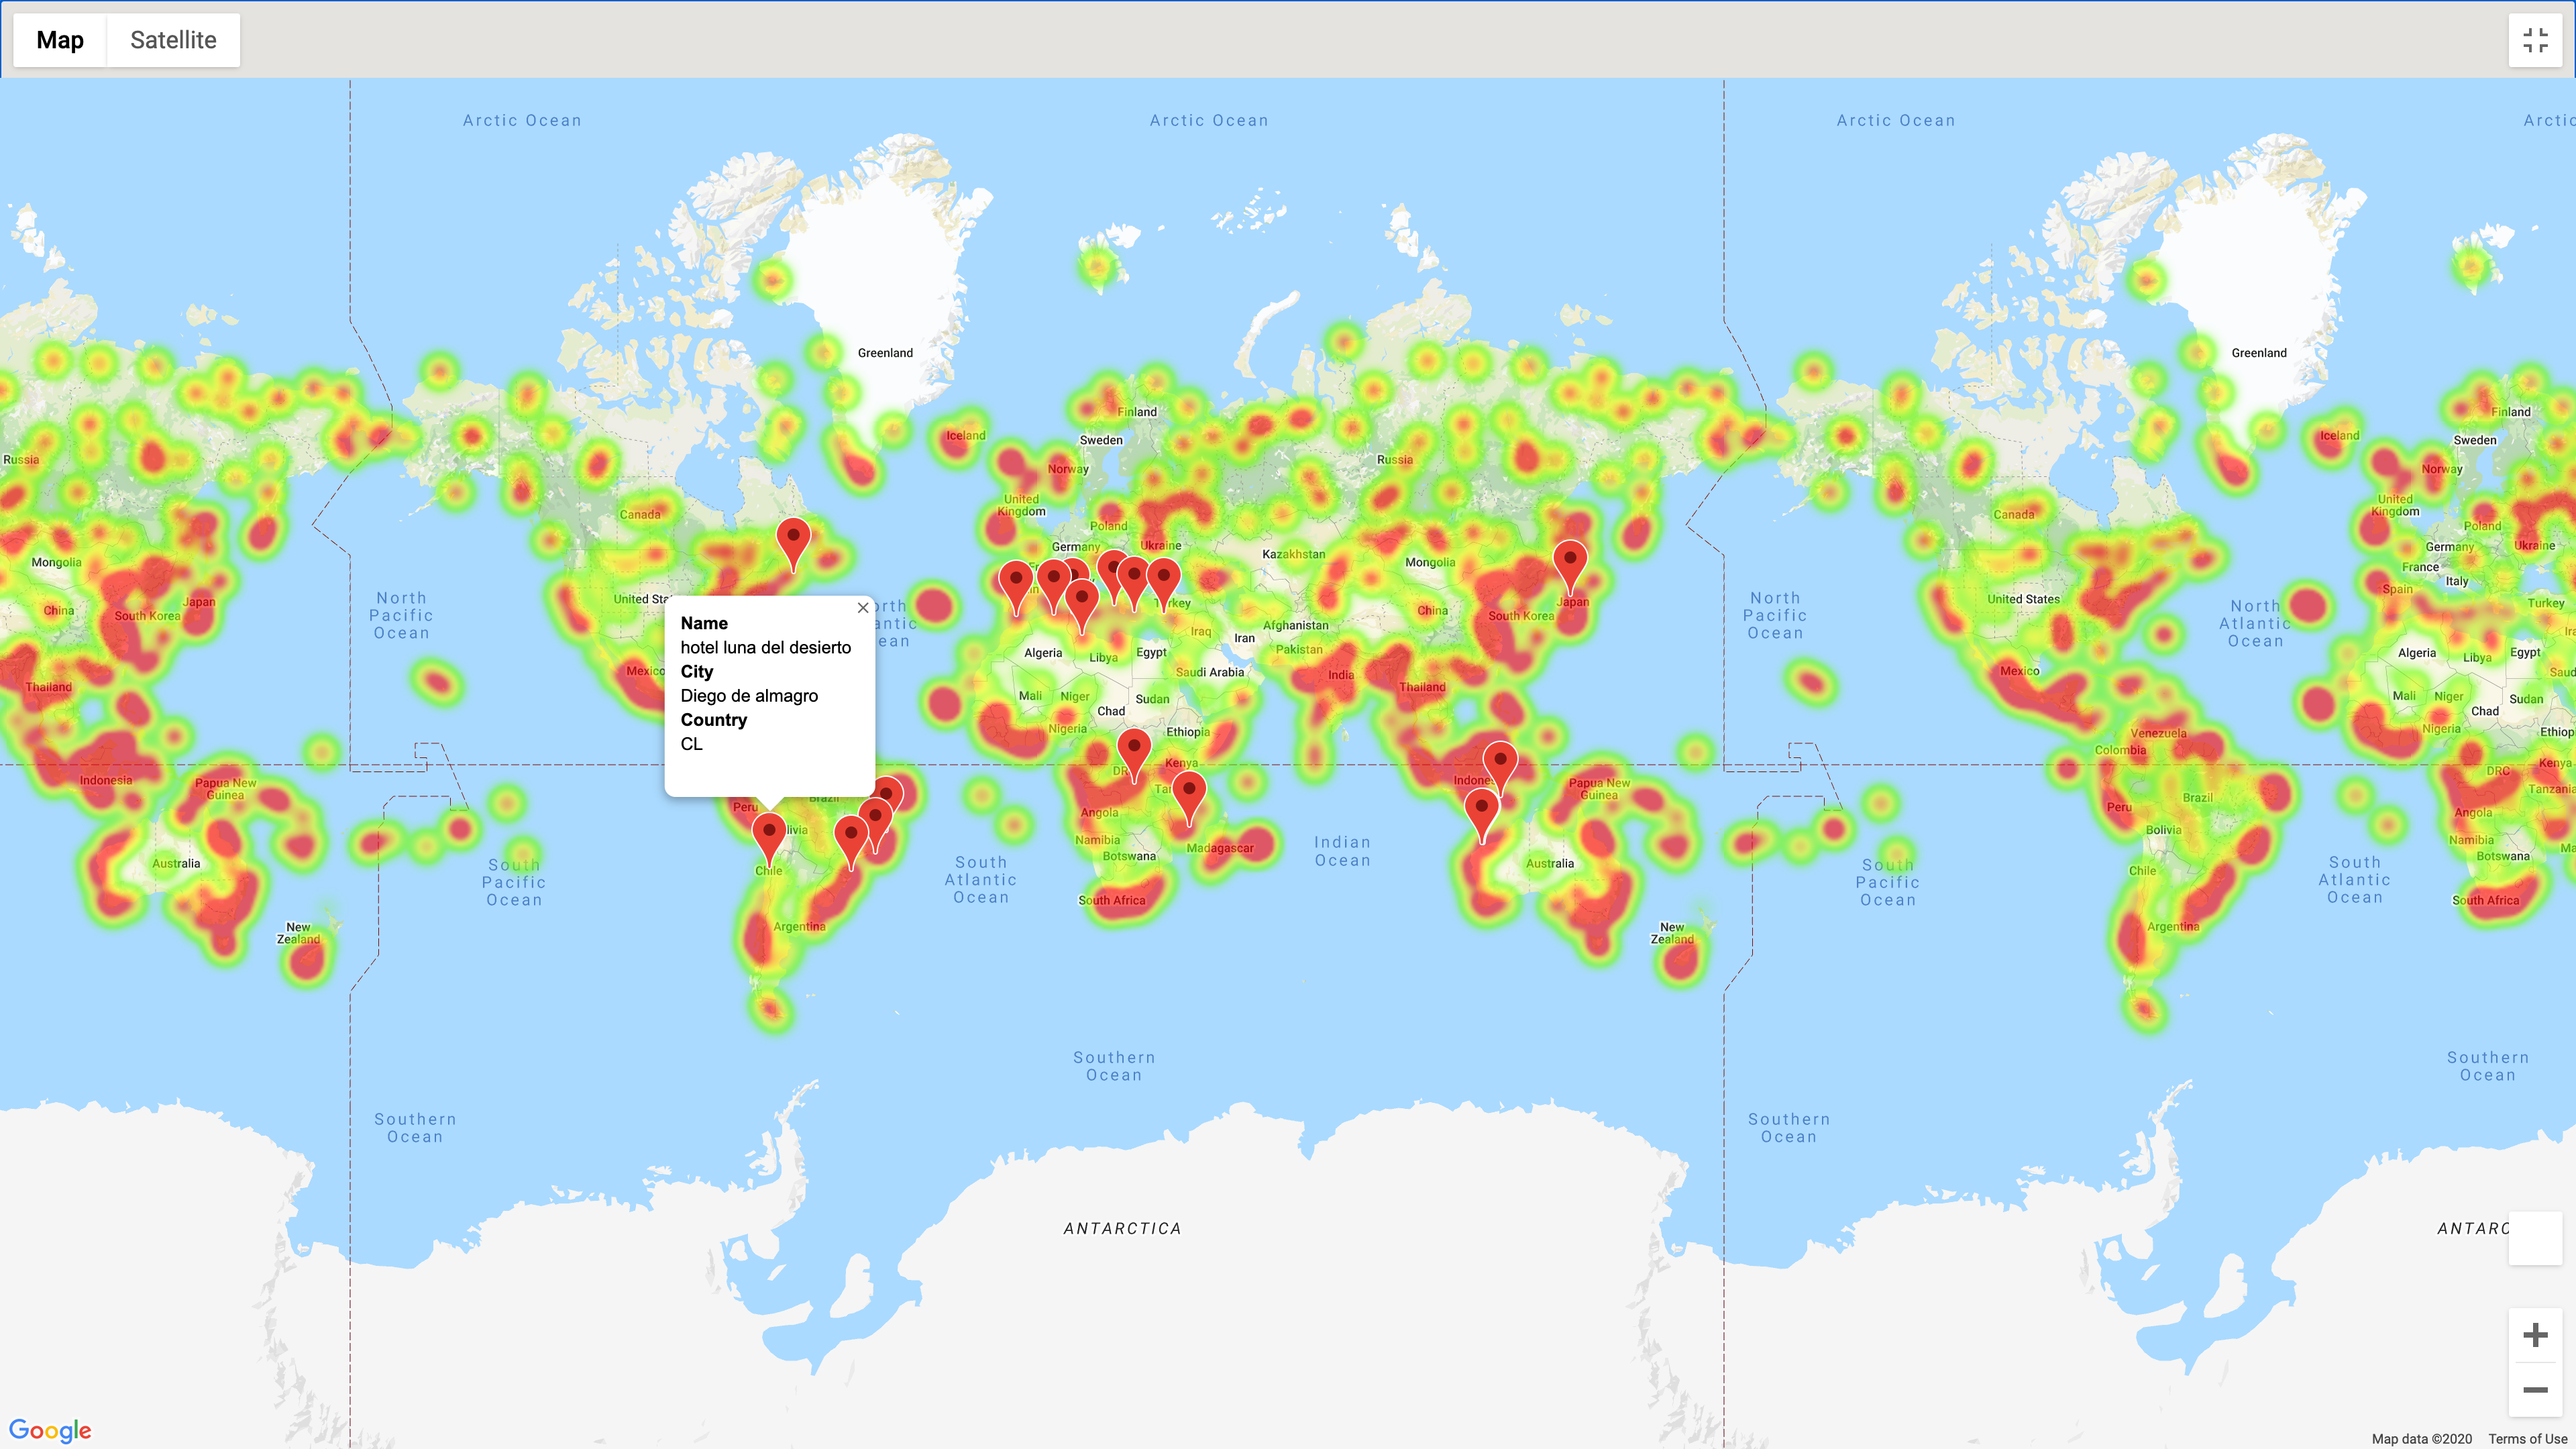 Map
Satellite
Arctic Ocean
Arctic Ocean
Arctic Ocean
Arctic
Greenland
Greenland
Finland
Finland
Iceland
Iceland
Sweden
Sweden
Russia
Russia
Norway
Norway
United
Kingdom
United
Kingdom
Canada
Canada
Poland
Poland
Germany
Germany
Ukraine
Ukraine
Mongolia
Kazakhstan
Mongolia
France
Italy
Spain
North
Pacific
Ocean
United Sta
Name
hotel luna del desierto
City
Diego de almagro
Country
CL
Turkey
China
South Korea
Japan
China
South Korea
Japan
North
Pacific
Ocean
United States
North
Atlantic
Ocean
Turkey
Afghanistan
Iraq
Iran
Pakistan
Algeria
Libya
Egypt
Algeria
Libya
Egypt
Saudi Arabia
Mexico
Mexico
India
Thailand
Thailand
Mali
Niger
Sudan
Chad
Mali
Niger
Sudan
Chad
Nigeria
Ethiopia
Nigeria
Venezuela
Colombia
Kenya
DRC
Kenya
Tanzania
Indonesia
Papua New
Guinea
Papua New
Guinea
Peru
Brazil
Peru
Brazil
Angola
Angola
Bolivia
Namibia
Botswana
Namibia
Botswana
Madagascar
Indian
Ocean
Australia
Australia
Chile
Chile
South
Pacific
Ocean
South
Atlantic
Ocean
South
Pacific
Ocean
South
Atlantic
Ocean
South Africa
South Africa
Argentina
Argentina
New
Zealand
New
Zealand
Southern
Ocean
Southern
Ocean
Southern
Ocean
Southern
Ocean
ANTARCTICA
ANTARC
Google
Map data ©2020
Terms of Use